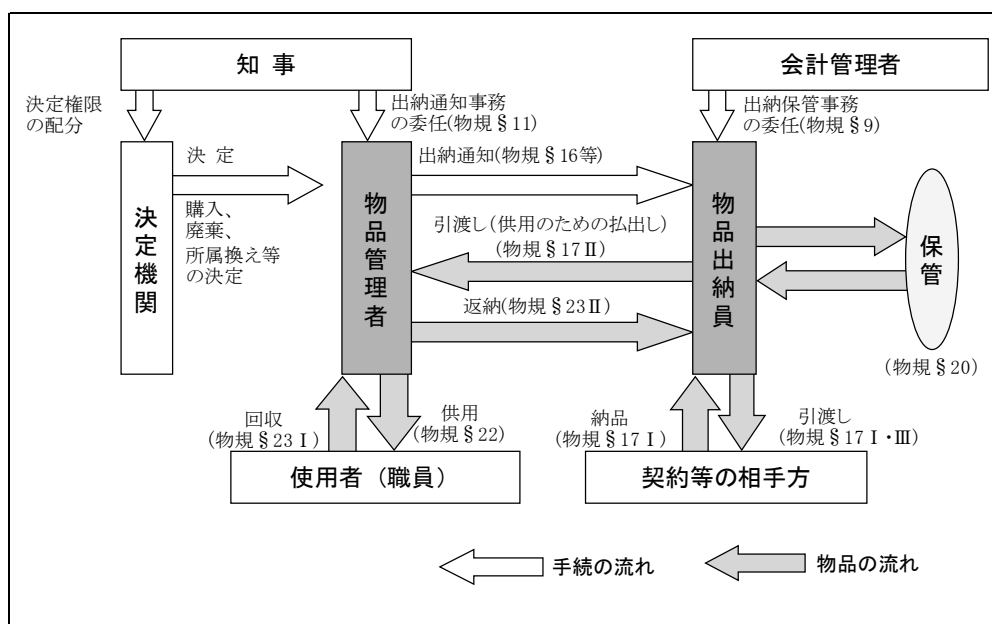 知 事
会計管理者
決定権限
の配分
出納通知事務
の委任(物規§11)
出納保管事務
の委任(物規§9)
決定機関
決 定
購入、
廃棄、
所属換え等
の決定
物品管理者
出納通知(物規§16等)
引渡し(供用のための払出し)
(物規§17Ⅱ)
返納(物規§23Ⅱ)
物品出納員
保管
(物規§20)
回収
(物規§23Ⅰ)
供用
(物規§22)
納品
(物規§17Ⅰ)
引渡し
(物規§17Ⅰ・Ⅲ)
使用者（職員）
契約等の相手方
手続の流れ
物品の流れ